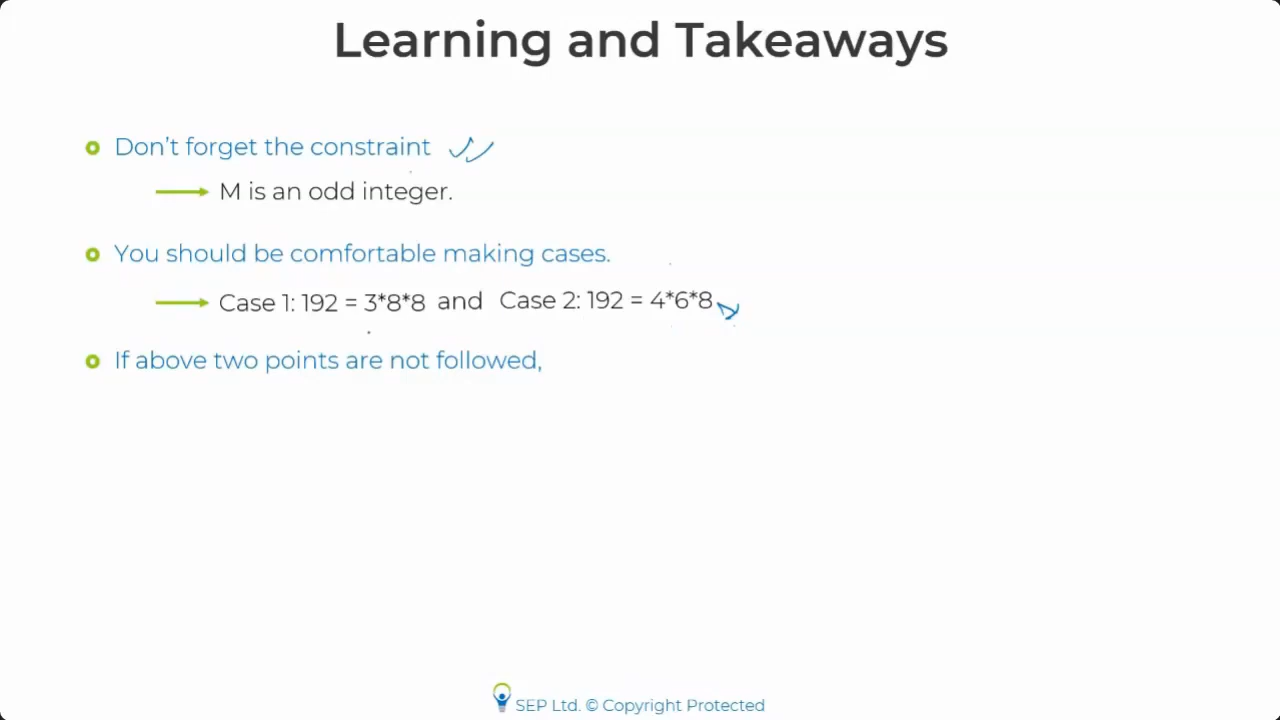 Learning and Takeaways
Don't forget the constraint
M is an odd integer.
You should be comfortable making cases.
Case 1: 192 = 3*8*8 and Case 2: 192 = 4*6*8
If above two points are not followed,
SEP Ltd. © Copyright Protected